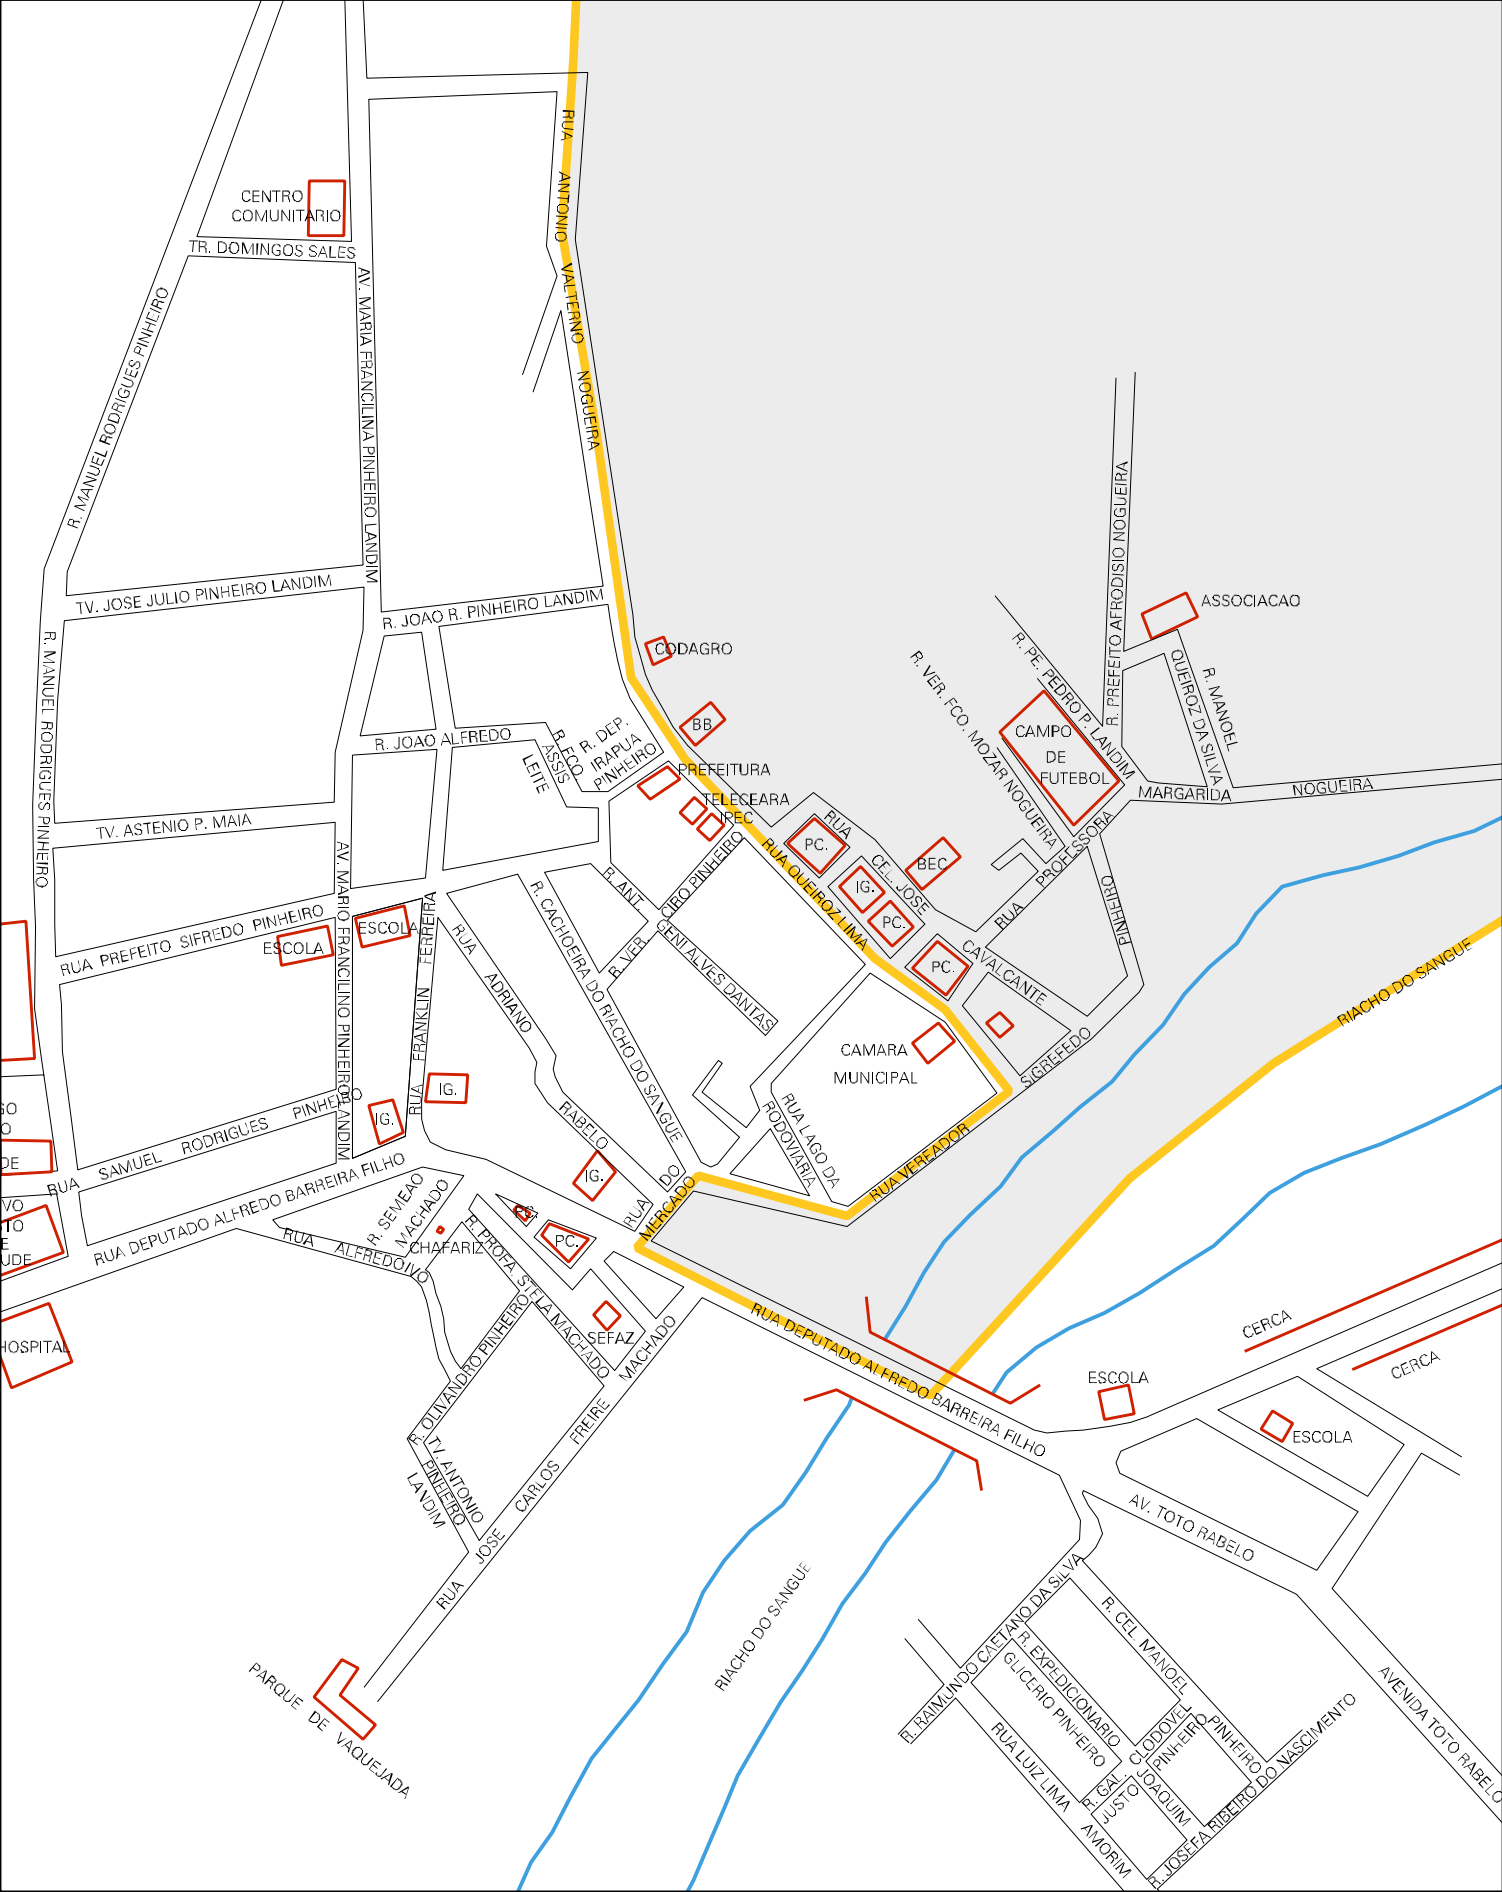 RUA
ANTONIO
VALTERNO
NOGUEIRA
CENTRO
COMUNITARIO
TR. DOMINGOS SALES
AV. MARIA FRANCILINA PINHEIRO LANDIM
R. MANUEL RODRIGUES PINHEIRO
TV. JOSE JULIO PINHEIRO LANDIM
R. JOAO R. PINHEIRO LANDIM
R. MANUEL RODRIGUES PINHEIRO
CODAGRO
BB
R. DEP.
IRAPUA
PINHEIRO
R. FCO.
ASSIS
LEITE
R. JOAO ALFREDO
PREFEITURA
TELECEARA
IPEC
R. PREFEITO AFRODISIO NOGUEIRA
ASSOCIACAO
R. PE. PEDRO P. LANDIM
R. VER. FCO. MOZAR NOGUEIRA
R. MANOEL
QUEIROZ DA SILVA
CAMPO
DE
FUTEBOL
MARGARIDA
NOGUEIRA
RUA
PROFESSORA
PINHEIRO
TV. ASTENIO P. MAIA
AV. MARIO FRANCILINO PINHEIRO LANDIM
RUA PREFEITO SIFREDO PINHEIRO
ESCOLA
ESCOLA
RUA
CEL. JOSE
CAVALCANTE
PC.
IG.
PC.
PC.
BEC
RUA QUEIROZ LIMA
R. ANT.
GENI ALVES DANTAS
R. VER.
CIRO PINHEIRO
R. CACHOEIRA DO RIACHO DO SANGUE
RUA
ADRIANO
RABELO
RUA
FRANKLIN
FERREIRA
CAMARA
MUNICIPAL
SIGREFEDO
RUA VEREADOR
RUA LAGO DA
RODOVIARIA
RIACHO DO SANGUE
IG.
IG.
IG.
RUA
SAMUEL
RODRIGUES
PINHEIRO
RUA DEPUTADO ALFREDO BARREIRA FILHO
GO
O
DE
VO
TO
E
UDE
HOSPITAL
RUA
DO
MERCADO
R. SEMEAO
MACHADO
RUA
ALFREDO IVO
CHAFARIZ
PC.
PC.
R. PROFA. STELA MACHADO
SEFAZ
R. OLIVANDRO PINHEIRO
TV. ANTONIO
PINHEIRO
LANDIM
RUA
JOSE
CARLOS
FREIRE
MACHADO
RUA DEPUTADO ALFREDO BARREIRA FILHO
CERCA
CERCA
ESCOLA
ESCOLA
AV. TOTO RABELO
AVENIDA TOTO RABELO
RIACHO DO SANGUE
PARQUE
DE
VAQUEJADA
R. RAIMUNDO CAETANO DA SILVA
R. CEL. MANOEL
PINHEIRO
R. EXPEDICIONARIO
GLICERIO PINHEIRO
RUA LUIZ LIMA
AMORIM
R. GAL. CLODOVEL
PINHEIRO
JUSTO
JOAQUIM
R. JOSEFA RIBEIRO DO NASCIMENTO